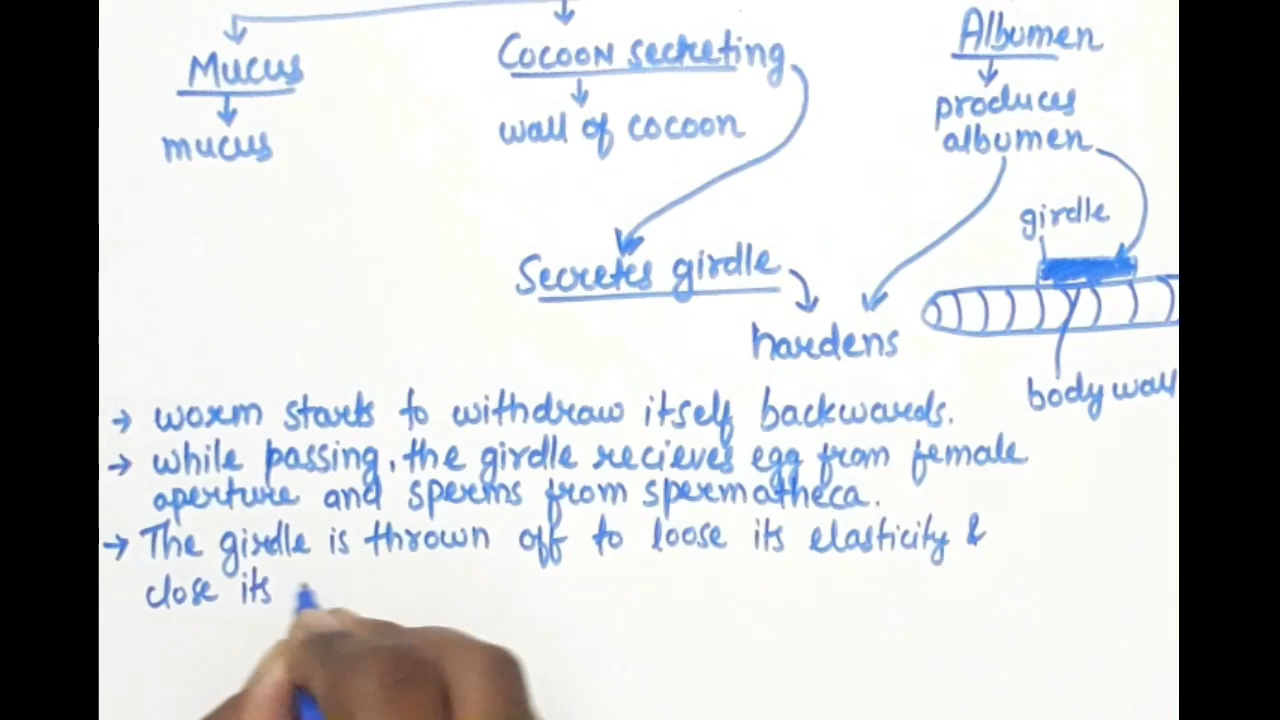 Mucus
mucus
Cocoon secreting
wall of cocoon
Albumen
produces
albumen
girdle
Secretes girdle
hardens
body wall
→ worm starts to withdraw itself backwards.
→ while passing, the girdle recieves egg from female
aperture and sperms from spermatheca.
→ The girdle is thrown off to loose its elasticity &
close its